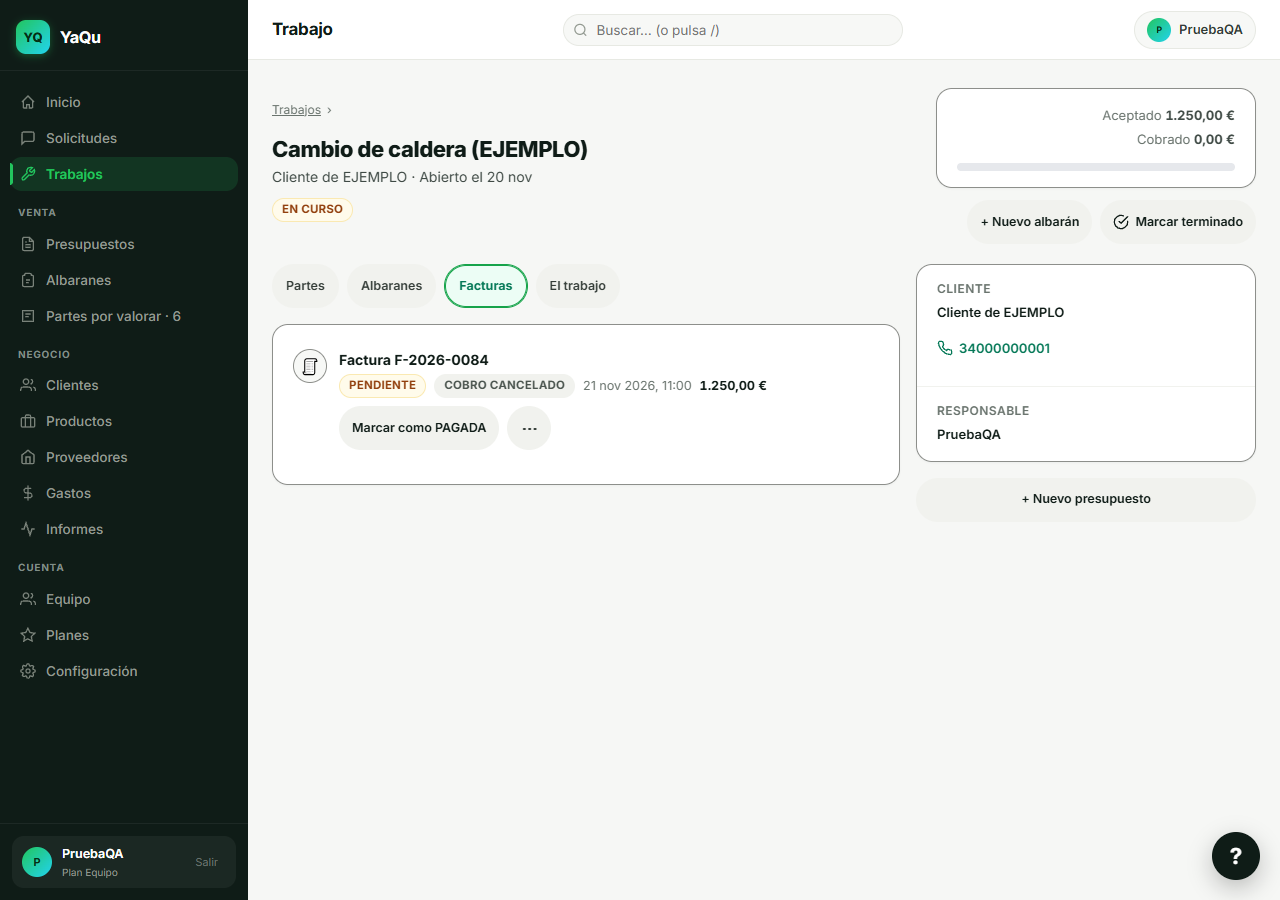 YQ YaQu
Inicio
Solicitudes
Trabajos
VENTA
Presupuestos
Albaranes
Partes por valorar · 6
NEGOCIO
Clientes
Productos
Proveedores
Gastos
Informes
CUENTA
Equipo
Planes
Configuración
P PruebaQA
Plan Equipo
Salir
Trabajo
Buscar... (o pulsa /)
P PruebaQA
Trabajos ›
Cambio de caldera (EJEMPLO)
Cliente de EJEMPLO · Abierto el 20 nov
EN CURSO
Aceptado 1.250,00 €
Cobrado 0,00 €
+ Nuevo albarán
Marcar terminado
Partes
Albaranes
Facturas
El trabajo
Factura F-2026-0084
PENDIENTE COBRO CANCELADO 21 nov 2026, 11:00 1.250,00 €
Marcar como PAGADA ···
CLIENTE
Cliente de EJEMPLO
34000000001
RESPONSABLE
PruebaQA
+ Nuevo presupuesto
?